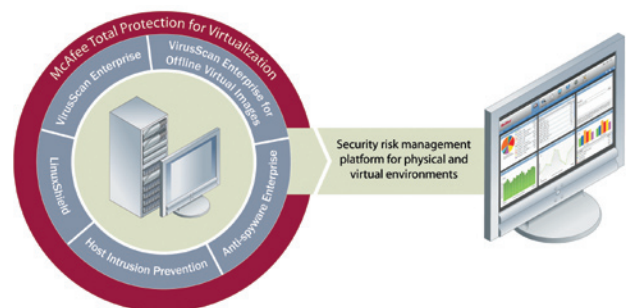 McAfee Total Protection for Virtualization
VirusScan Enterprise
VirusScan Enterprise for
Offline Virtual Images
LinuxShield
Host Intrusion Prevention
Anti-spyware Enterprise
Security risk management
platform for physical and
virtual environments